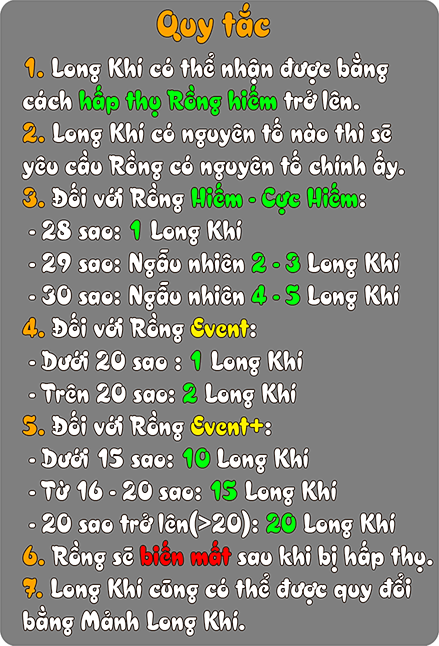 Quy tắc
1. Long Khí có thể nhận được bằng
cách hấp thụ Rồng hiếm trở lên.
2. Long Khí có nguyên tố nào thì sẽ
yêu cầu Rồng có nguyên tố chính ấy.
3. Đối với Rồng Hiếm - Cực Hiếm:
- 28 sao: 1 Long Khí
- 29 sao: Ngẫu nhiên 2 - 3 Long Khí
- 30 sao: Ngẫu nhiên 4 - 5 Long Khí
4. Đối với Rồng Event:
- Dưới 20 sao : 1 Long Khí
- Trên 20 sao: 2 Long Khí
5. Đối với Rồng Event+:
- Dưới 15 sao: 10 Long Khí
- Từ 16 - 20 sao: 15 Long Khí
- 20 sao trở lên(>20): 20 Long Khí
6. Rồng sẽ biến mất sau khi bị hấp thụ.
7. Long Khí cũng có thể được quy đổi
bằng Mảnh Long Khí.